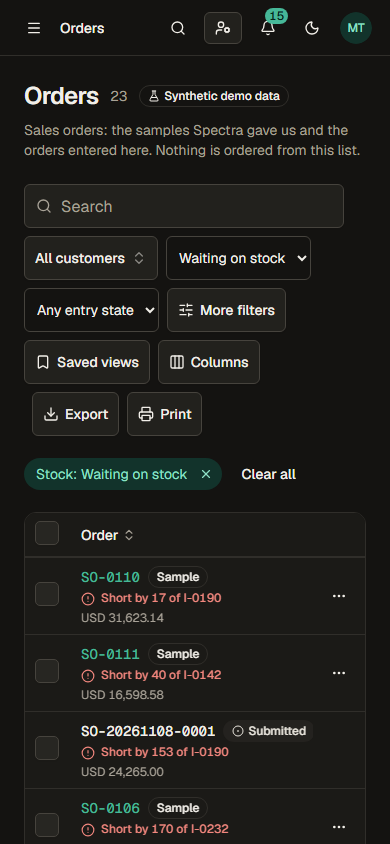 Orders
15
MT
Orders 23 Synthetic demo data
Sales orders: the samples Spectra gave us and the
orders entered here. Nothing is ordered from this list.
Search
All customers
Waiting on stock
Any entry state
More filters
Saved views
Columns
Export
Print
Stock: Waiting on stock
Clear all
Order
SO-0110 Sample
Short by 17 of I-0190
USD 31,623.14
SO-0111 Sample
Short by 40 of I-0142
USD 16,598.58
SO-20261108-0001 Submitted
Short by 153 of I-0190
USD 24,265.00
SO-0106 Sample
Short by 170 of I-0232